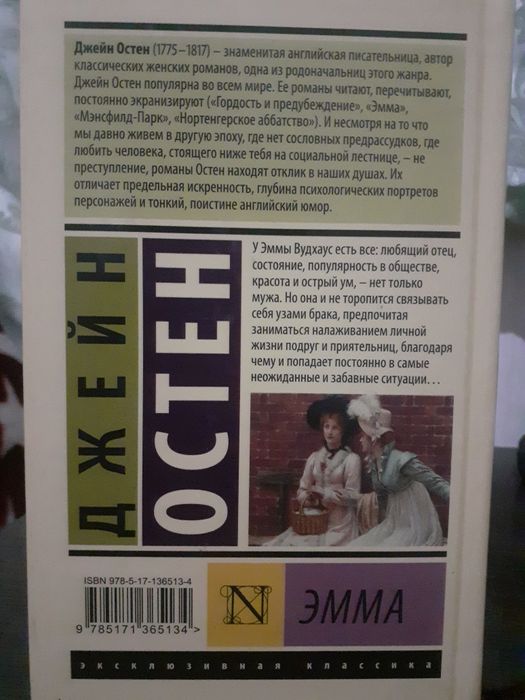 Джейн Остен (1775–1817) – знаменитая английская писательница, автор
классических женских романов, одна из родоначальниц этого жанра.
Джейн Остен популярна во всем мире. Ее романы читают, перечитывают,
постоянно экранизируют («Гордость и предубеждение», «Эмма»,
«Мэнсфилд-Парк», «Нортенгерское аббатство»). И несмотря на то что
мы давно живем в другую эпоху, где нет сословных предрассудков, где
любить человека, стоящего ниже тебя на социальной лестнице, – не
преступление, романы Остен находят отклик в наших душах. Их
отличает предельная искренность, глубина психологических портретов
персонажей и тонкий, поистине английский юмор.
ДЖЕЙН
ОСТЕН
У Эммы Вудхаус есть все: любящий отец,
состояние, популярность в обществе,
красота и острый ум, – нет только
мужа. Но она и не торопится связывать
себя узами брака, предпочитая
заниматься налаживанием личной
жизни подруг и приятельниц, благодаря
чему и попадает постоянно в самые
неожиданные и забавные ситуации...
ISBN 978-5-17-136513-4
9 785171 365134 >
N
ЭММА
эксклюзивная классика